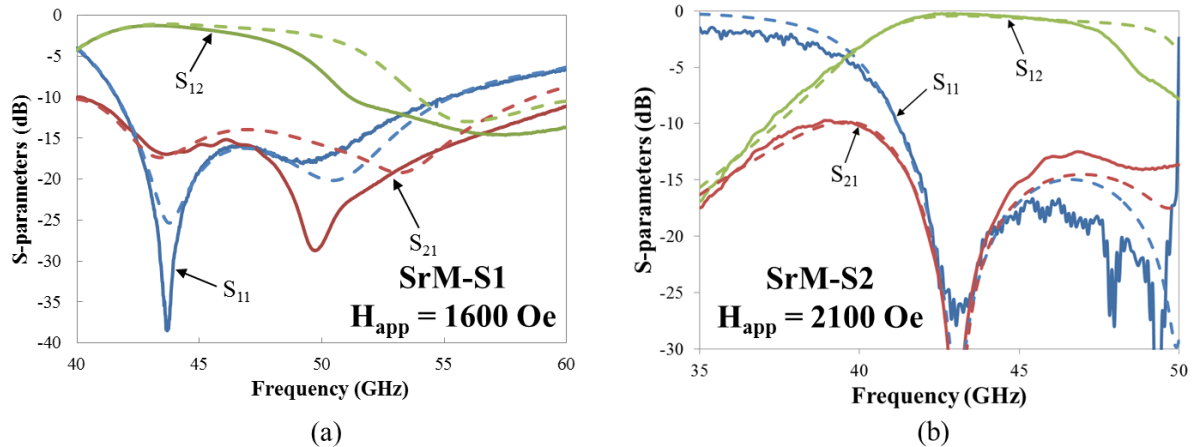 0
-5
-10
-15
-20
-25
-30
-35
-40
S-parameters (dB)
S12
S21
S11
SrM-S1
Happ = 1600 Oe
40 45 50 55 60
Frequency (GHz)
(a)
0
-5
-10
-15
-20
-25
-30
S-parameters (dB)
S11
S12
S21
SrM-S2
Happ = 2100 Oe
35 40 45 50
Frequency (GHz)
(b)